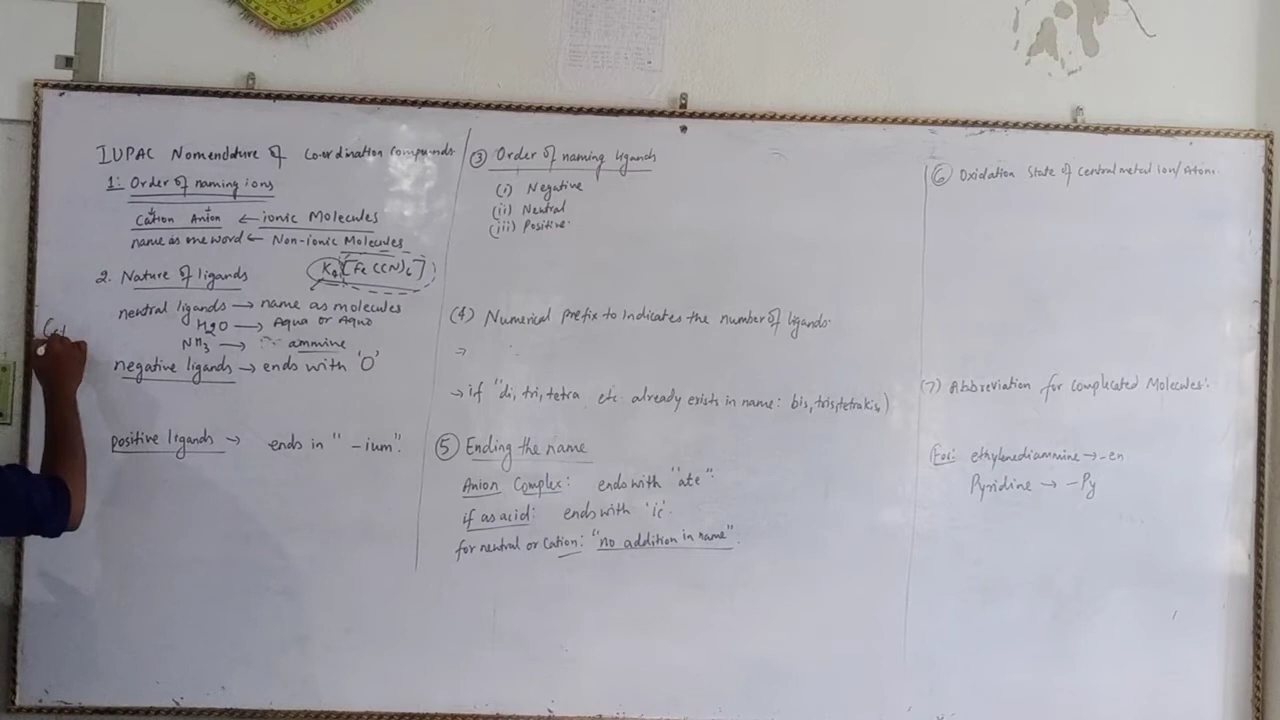 IUPAC Nomenclature of Coordination Compounds
1: Order of naming ions
Cation Anion ← ionic Molecules
name as one word ← Non-ionic Molecules
2. Nature of ligands
K4[Fe(CN)6]
neutral ligands → name as molecules
H2O → Aqua or Aquo
NH3 → ammine
negative ligands → ends with 'O'
positive ligands → ends in "-ium".
③ Order of naming ligands
(i) Negative
(ii) Neutral
(iii) Positive.
(4) Numerical prefix to indicates the number of ligands.
→
→ if "di, tri, tetra etc. already exists in name: bis, tris, tetrakis)
⑤ Ending the name
Anion Complex: ends with "ate".
if as acid: ends with 'ic'.
for neutral or Cation: "no addition in name".
⑥ Oxidation State of Central metal ion/Atom.
(7) Abbreviation for Complecated Molecules:
For: ethylenediammine → -en
Pyridine → -Py